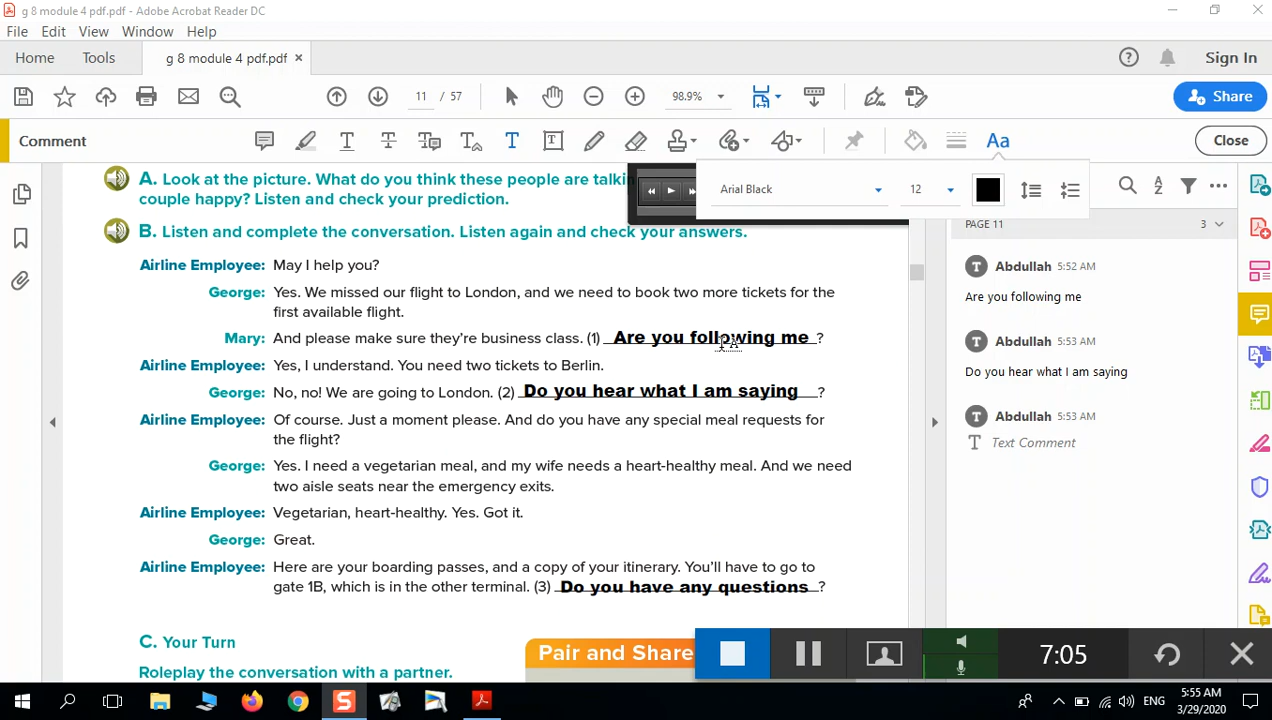 g 8 module 4 pdf.pdf - Adobe Acrobat Reader DC
File Edit View Window Help
Home Tools g 8 module 4 pdf.pdf × Sign In
11 / 57 98.9% Share
Comment Close
Arial Black 12
A. Look at the picture. What do you think these people are talkin
couple happy? Listen and check your prediction.
PAGE 11 3
B. Listen and complete the conversation. Listen again and check your answers.
Airline Employee: May I help you?
George: Yes. We missed our flight to London, and we need to book two more tickets for the
first available flight.
Mary: And please make sure they're business class. (1) Are you following me ?
Airline Employee: Yes, I understand. You need two tickets to Berlin.
George: No, no! We are going to London. (2) Do you hear what I am saying ?
Airline Employee: Of course. Just a moment please. And do you have any special meal requests for
the flight?
George: Yes. I need a vegetarian meal, and my wife needs a heart-healthy meal. And we need
two aisle seats near the emergency exits.
Airline Employee: Vegetarian, heart-healthy. Yes. Got it.
George: Great.
Airline Employee: Here are your boarding passes, and a copy of your itinerary. You'll have to go to
gate 1B, which is in the other terminal. (3) Do you have any questions ?
C. Your Turn
Roleplay the conversation with a partner.
Pair and Share
T Abdullah 5:52 AM
Are you following me
T Abdullah 5:53 AM
Do you hear what I am saying
T Abdullah 5:53 AM
T Text Comment
7:05
ENG
5:55 AM
3/29/2020